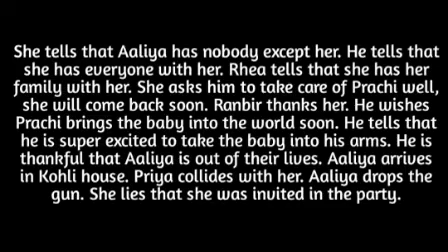 She tells that Aaliya has nobody except her. He tells that
she has everyone with her. Rhea tells that she has her
family with her. She asks him to take care of Prachi well,
she will come back soon. Ranbir thanks her. He wishes
Prachi brings the baby into the world soon. He tells that
he is super excited to take the baby into his arms. He is
thankful that Aaliya is out of their lives. Aaliya arrives
in Kohli house. Priya collides with her. Aaliya drops the
gun. She lies that she was invited in the party.